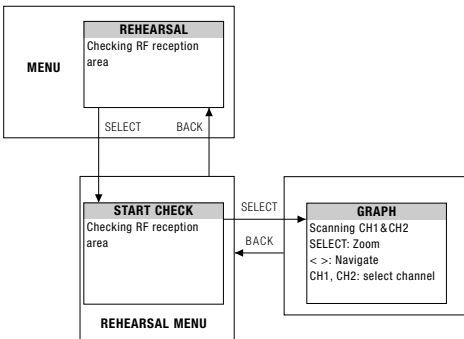 REHEARSAL
Checking RF reception
area
MENU
SELECT
BACK
START CHECK
Checking RF reception
area
REHEARSAL MENU
SELECT
BACK
GRAPH
Scanning CH1&CH2
SELECT: Zoom
< >: Navigate
CH1, CH2: select channel